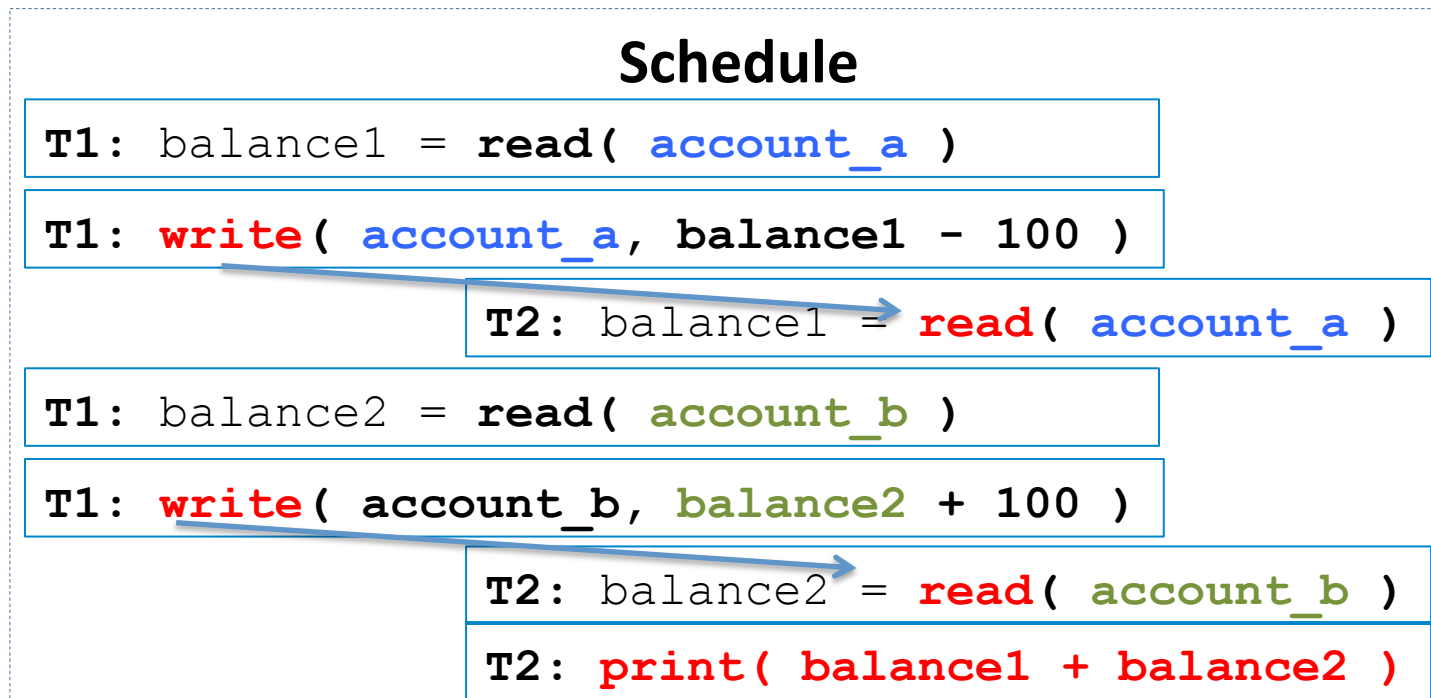 Schedule
T1: balance1 = read( account_a )
T1: write( account_a, balance1 - 100 )
T2: balance1 = read( account_a )
T1: balance2 = read( account_b )
T1: write( account_b, balance2 + 100 )
T2: balance2 = read( account_b )
T2: print( balance1 + balance2 )